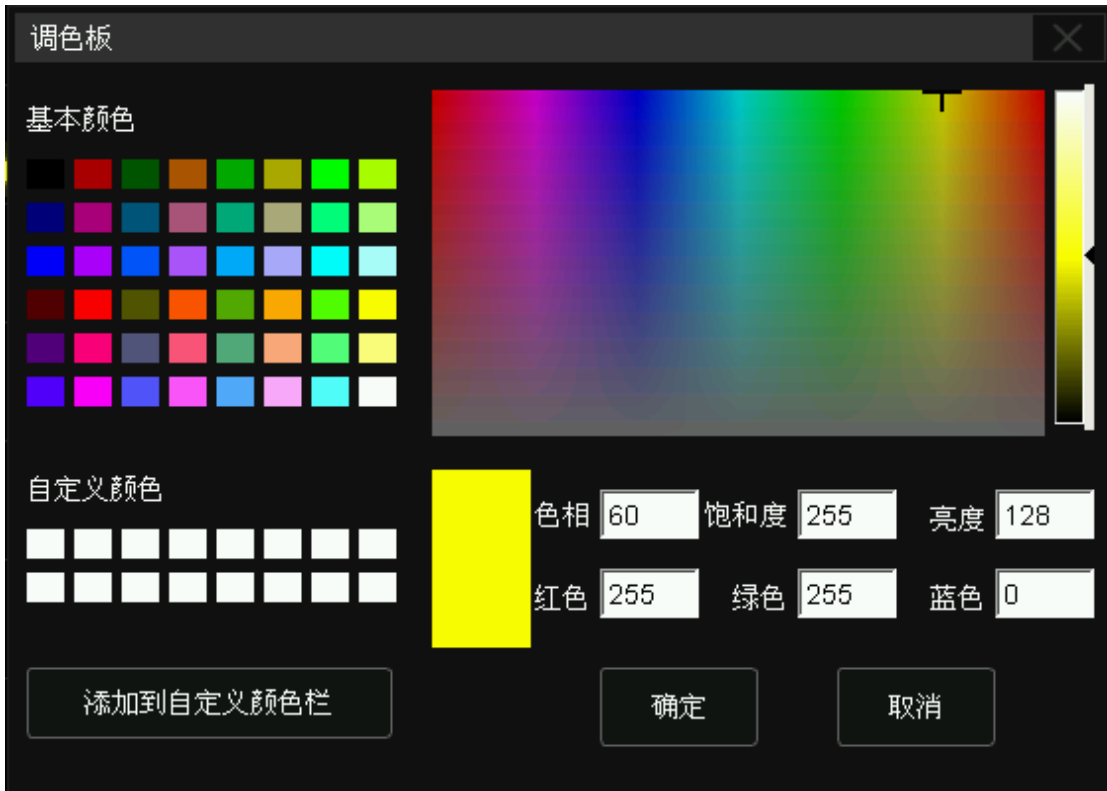 调色板
基本颜色
自定义颜色
色相 60 饱和度 255 亮度 128
红色 255 绿色 255 蓝色 0
添加到自定义颜色栏 确定 取消